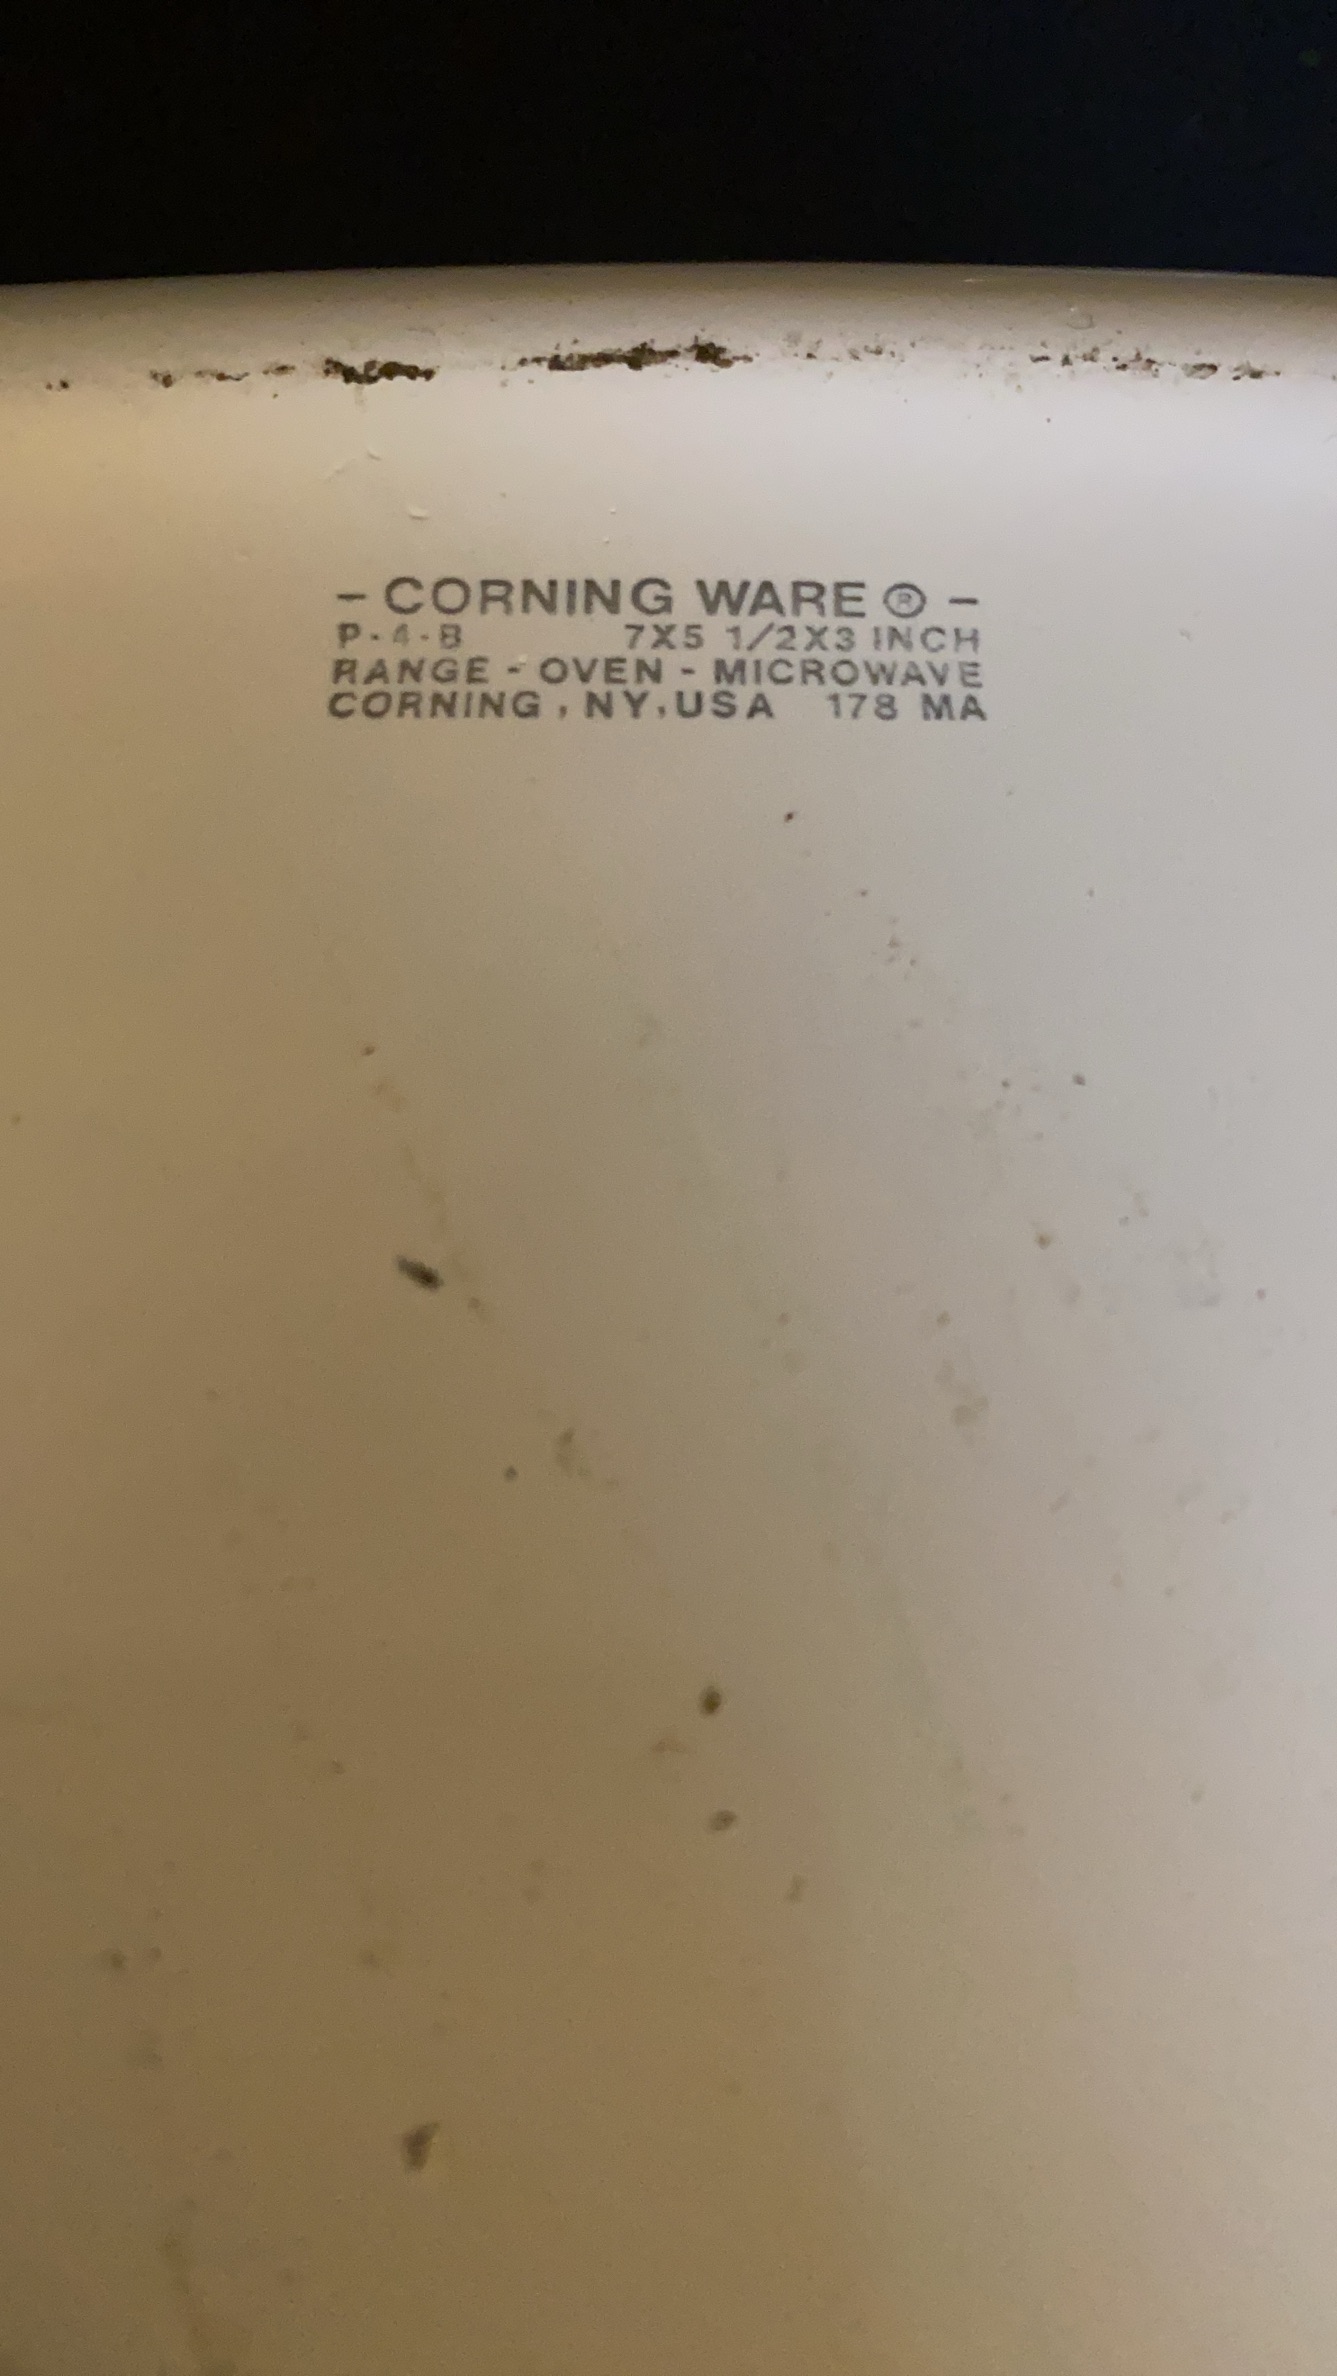 - CORNING WARE ® -
P-4-B 7X5 1/2X3 INCH
RANGE - OVEN - MICROWAVE
CORNING, NY, USA 178 MA